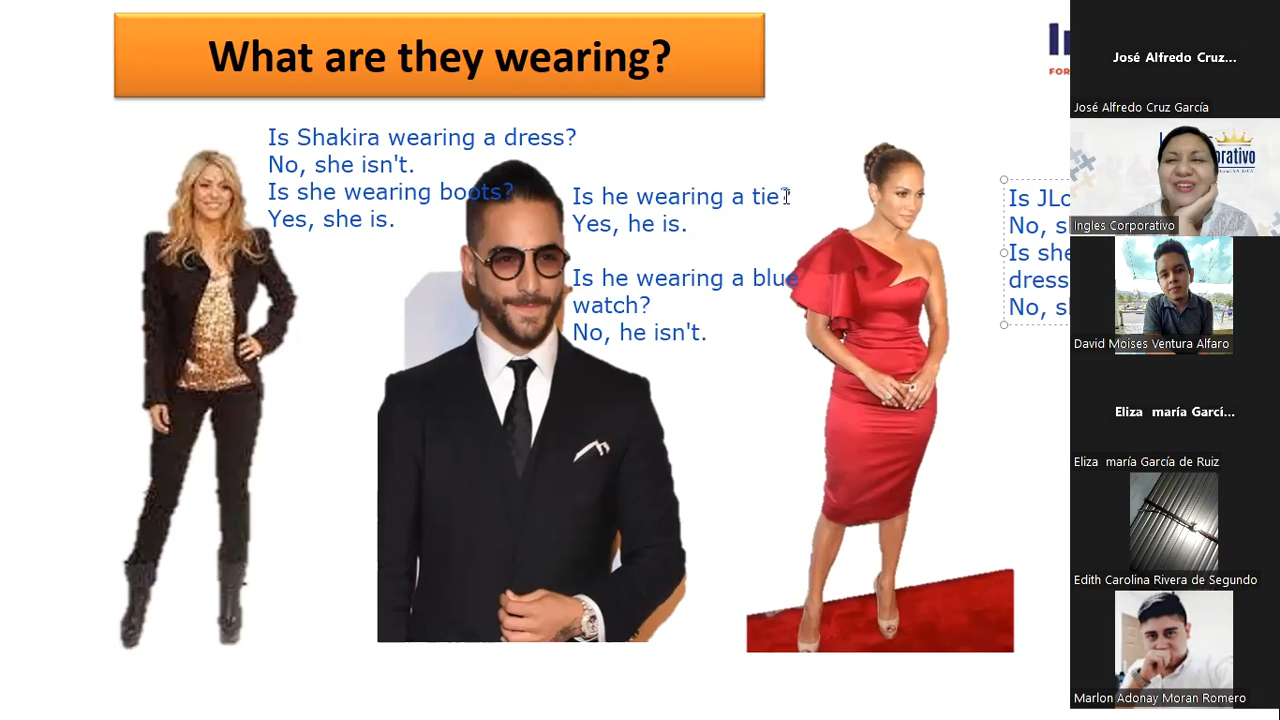 What are they wearing?
Is Shakira wearing a dress?
No, she isn't.
Is she wearing boots?
Yes, she is.
Is he wearing a tie?
Yes, he is.
Is he wearing a blue
watch?
No, he isn't.
Is
No,
Is
dress
No,
FOR
José Alfredo Cruz...
José Alfredo Cruz García
Ingles Corporativo
David Moises Ventura Alfaro
Eliza maría Garcí...
Eliza maría García de Ruiz
Edith Carolina Rivera de Segundo
Marlon Adonay Moran Romero